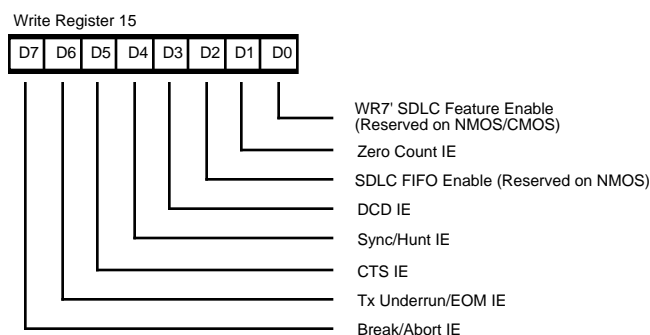 Write Register 15
D7 D6 D5 D4 D3 D2 D1 D0
WR7' SDLC Feature Enable
(Reserved on NMOS/CMOS)
Zero Count IE
SDLC FIFO Enable (Reserved on NMOS)
DCD IE
Sync/Hunt IE
CTS IE
Tx Underrun/EOM IE
Break/Abort IE